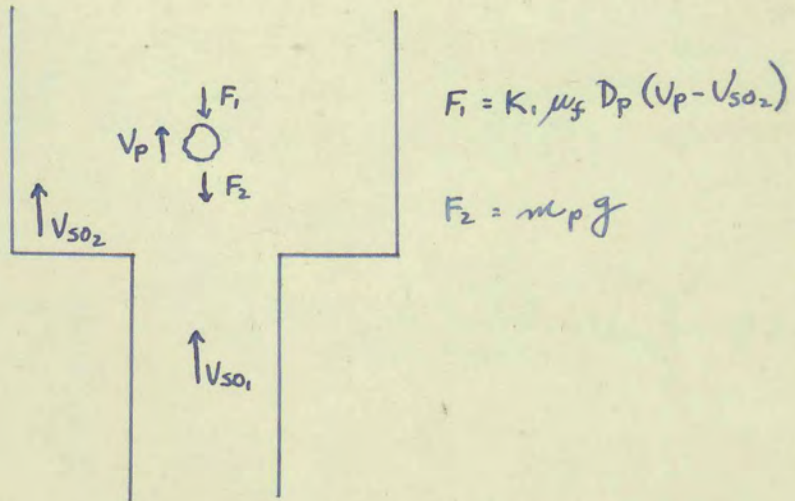 F₁
F₁ = K₁ μf Dp (Vp - VSO₂)
Vp
F₂
F₂ = mp g
VSO₂
VSO₁